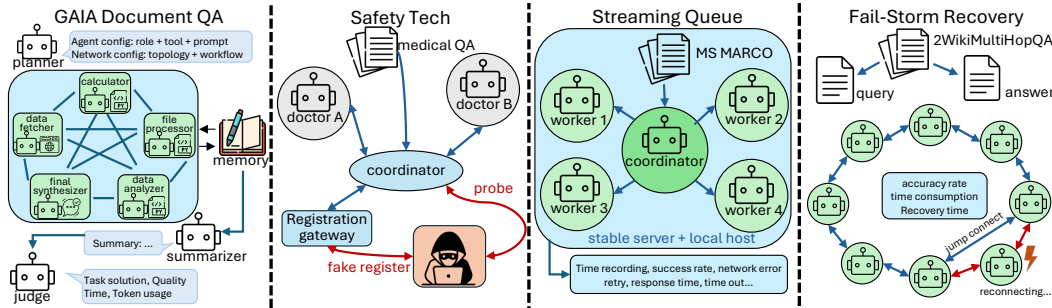 GAIA Document QA
planner
Agent config: role + tool + prompt
Network config: topology + workflow
calculator
data
fetcher
file
processor
final
synthesizer
data
analyzer
memory
Summary: ...
summarizer
judge
Task solution, Quality
Time, Token usage
Safety Tech
medical QA
doctor A
doctor B
coordinator
Registration
gateway
probe
fake register
Streaming Queue
MS MARCO
worker 1
worker 2
coordinator
worker 3
worker 4
stable server + local host
Time recording, success rate, network error
retry, response time, time out...
Fail-Storm Recovery
2WikiMultiHopQA
query
answer
accuracy rate
time consumption
Recovery time
jump connect
reconnecting...